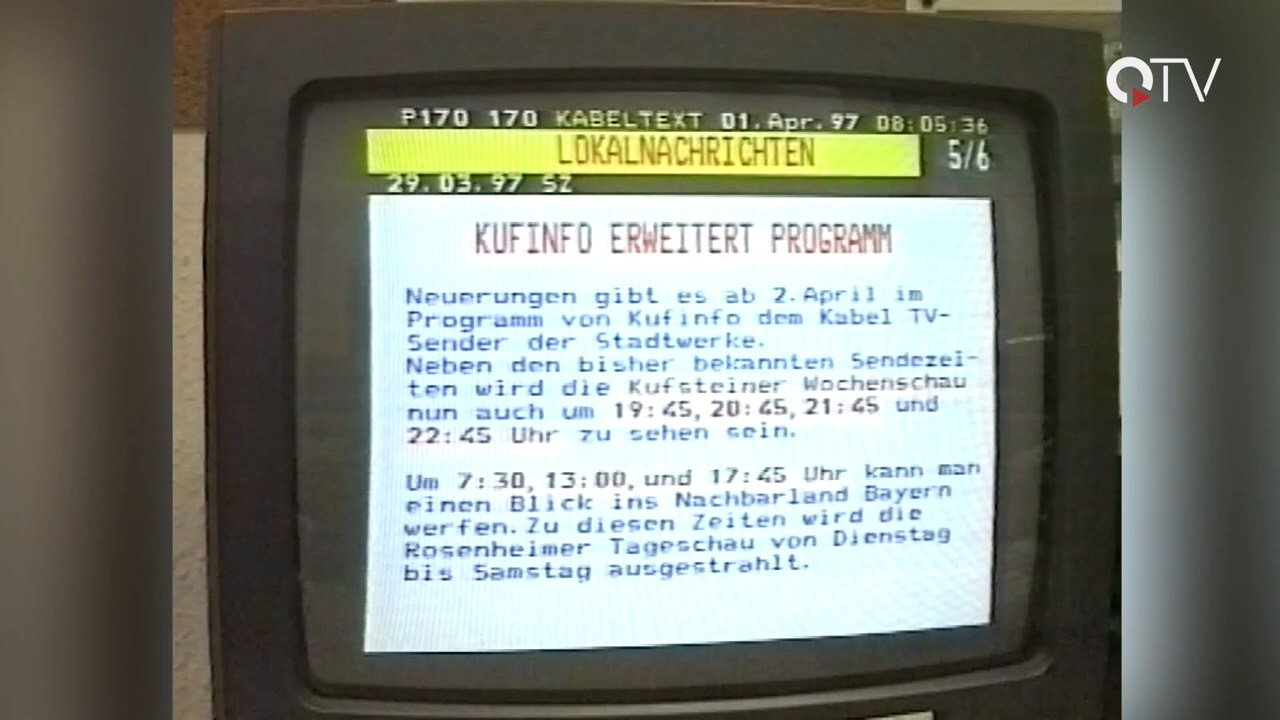 QTV
P170 170 KABELTEXT 01.Apr.97 08:05:36
LOKALNACHRICHTEN 5/6
29.03.97 SZ
KUFINFO ERWEITERT PROGRAMM
Neuerungen gibt es ab 2.April im
Programm von Kufinfo dem Kabel TV-
Sender der Stadtwerke.
Neben den bisher bekannten Sendezei-
ten wird die Kufsteiner Wochenschau
nun auch um 19:45, 20:45, 21:45 und
22:45 Uhr zu sehen sein.
Um 7:30, 13:00, und 17:45 Uhr kann man
einen Blick ins Nachbarland Bayern
werfen. Zu diesen Zeiten wird die
Rosenheimer Tageschau von Dienstag
bis Samstag ausgestrahlt.